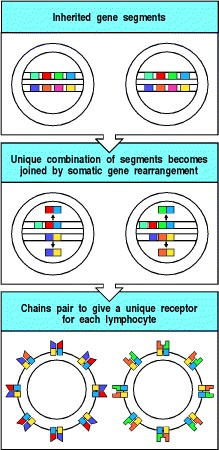 Inherited gene segments
Unique combination of segments becomes
joined by somatic gene rearrangement
Chains pair to give a unique receptor
for each lymphocyte